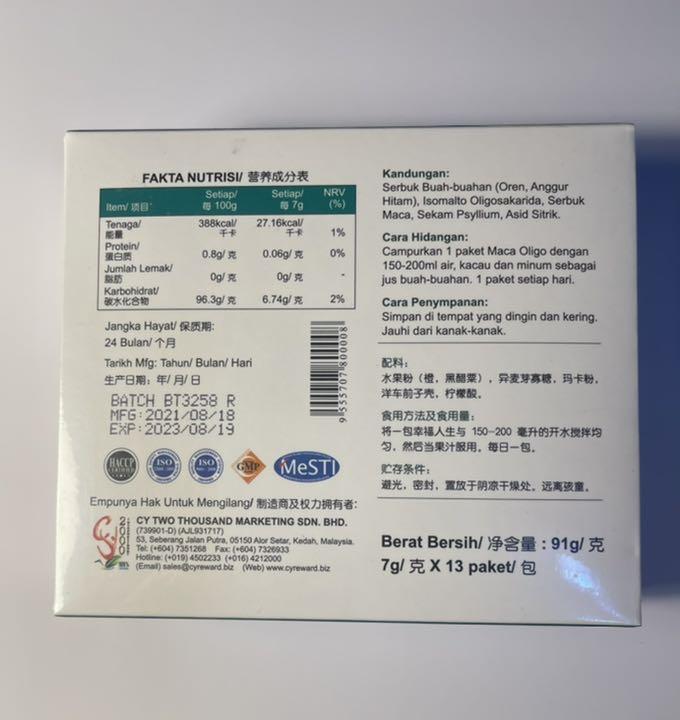 FAKTA NUTRISI/ 营养成分表
Item/ 项目
Setiap/ 每 100g
Setiap/ 每 7g
NRV (%)
Tenaga/ 能量 388kcal/ 千卡 27.16kcal/ 千卡 1%
Protein/ 蛋白质 0.8g/ 克 0.06g/ 克 0%
Jumlah Lemak/ 脂肪 0g/ 克 0g/ 克 -
Karbohidrat/ 碳水化合物 96.3g/ 克 6.74g/ 克 2%
Jangka Hayat/ 保质期:
24 Bulan/ 个月
Tarikh Mfg: Tahun/ Bulan/ Hari
生产日期: 年/ 月/ 日
BATCH BT3258 R
MFG:2021/08/18
EXP:2023/08/19
9 555707 800008
HACCP
ISO
ISO
GMP
MeSTI
Empunya Hak Untuk Mengilang/ 制造商及权力拥有者:
CY 2000
CY TWO THOUSAND MARKETING SDN. BHD.
(739901-D) (AJL931717)
53, Seberang Jalan Putra, 05150 Alor Setar, Kedah, Malaysia.
Tel: (+604) 7351268 Fax: (+604) 7326933
Hotline: (+019) 4502233 (+016) 4212000
(Email) sales@cyreward.biz (Web) www.cyreward.biz
Kandungan:
Serbuk Buah-buahan (Oren, Anggur
Hitam), Isomalto Oligosakarida, Serbuk
Maca, Sekam Psyllium, Asid Sitrik.
Cara Hidangan:
Campurkan 1 paket Maca Oligo dengan
150-200ml air, kacau dan minum sebagai
jus buah-buahan. 1 paket setiap hari.
Cara Penyimpanan:
Simpan di tempat yang dingin dan kering.
Jauhi dari kanak-kanak.
配料:
水果粉（橙，黑醋粟），异麦芽寡糖，玛卡粉，
洋车前子壳，柠檬酸。
食用方法及食用量:
将一包幸福人生与 150-200 毫升的开水搅拌均
匀，然后当果汁服用。每日一包。
贮存条件:
避光，密封，置放于阴凉干燥处。远离孩童。
Berat Bersih/ 净含量 : 91g/ 克
7g/ 克 X 13 paket/ 包